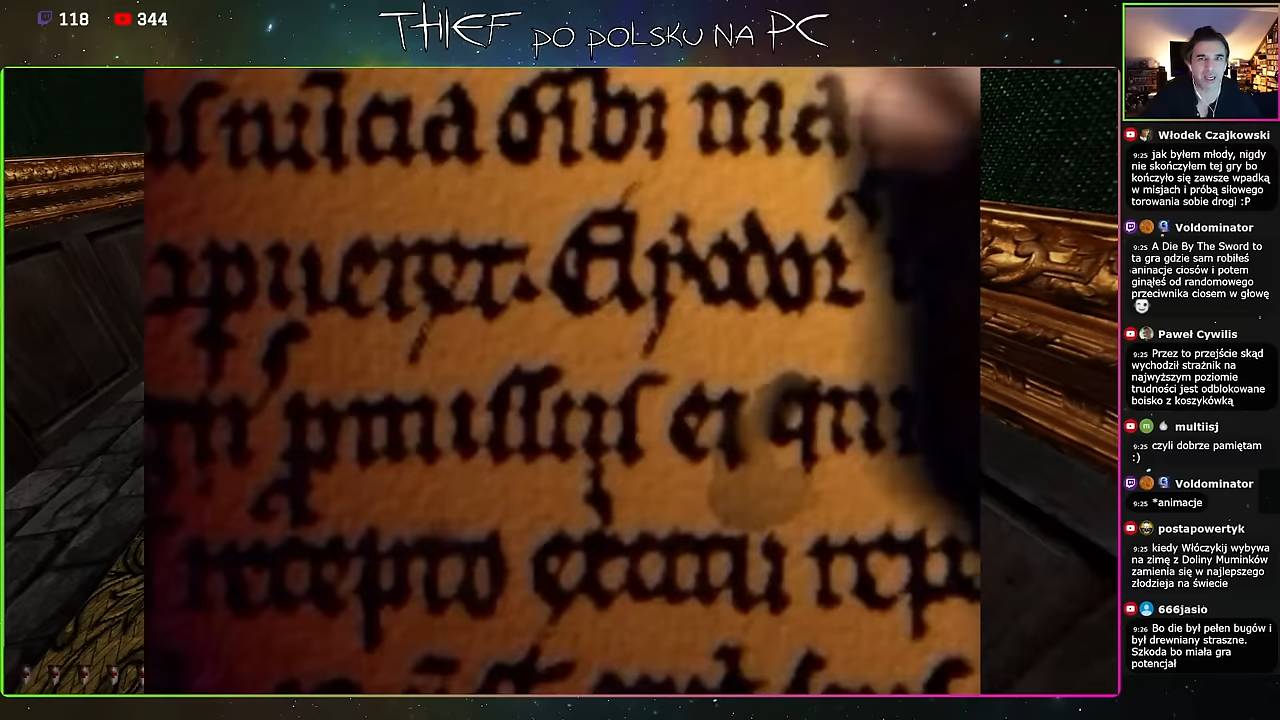 118 344
THIEF PO POLSKU NA PC
Włodek Czajkowski
9:25 jak byłem młody, nigdy
nie skończyłem tej gry bo
kończyło się zawsze wpadką
w misjach i próbą siłowego
torowania sobie drogi :P
Voldominator
9:25 A Die By The Sword to
ta gra gdzie sam robiłeś
aninacje ciosów i potem
ginąłeś od randomowego
przeciwnika ciosem w głowę
Paweł Cywilis
9:25 Przez to przejście skąd
wychodził strażnik na
najwyższym poziomie
trudności jest odblokowane
boisko z koszykówką
multiisj
9:25 czyli dobrze pamiętam
:)
Voldominator
9:25 *animacje
postapowertyk
9:25 kiedy Włóczykij wybywa
na zimę z Doliny Muminków
zamienia się w najlepszego
złodzieja na świecie
666jasio
9:26 Bo die był pełen bugów i
był drewniany straszne.
Szkoda bo miała gra
potencjał